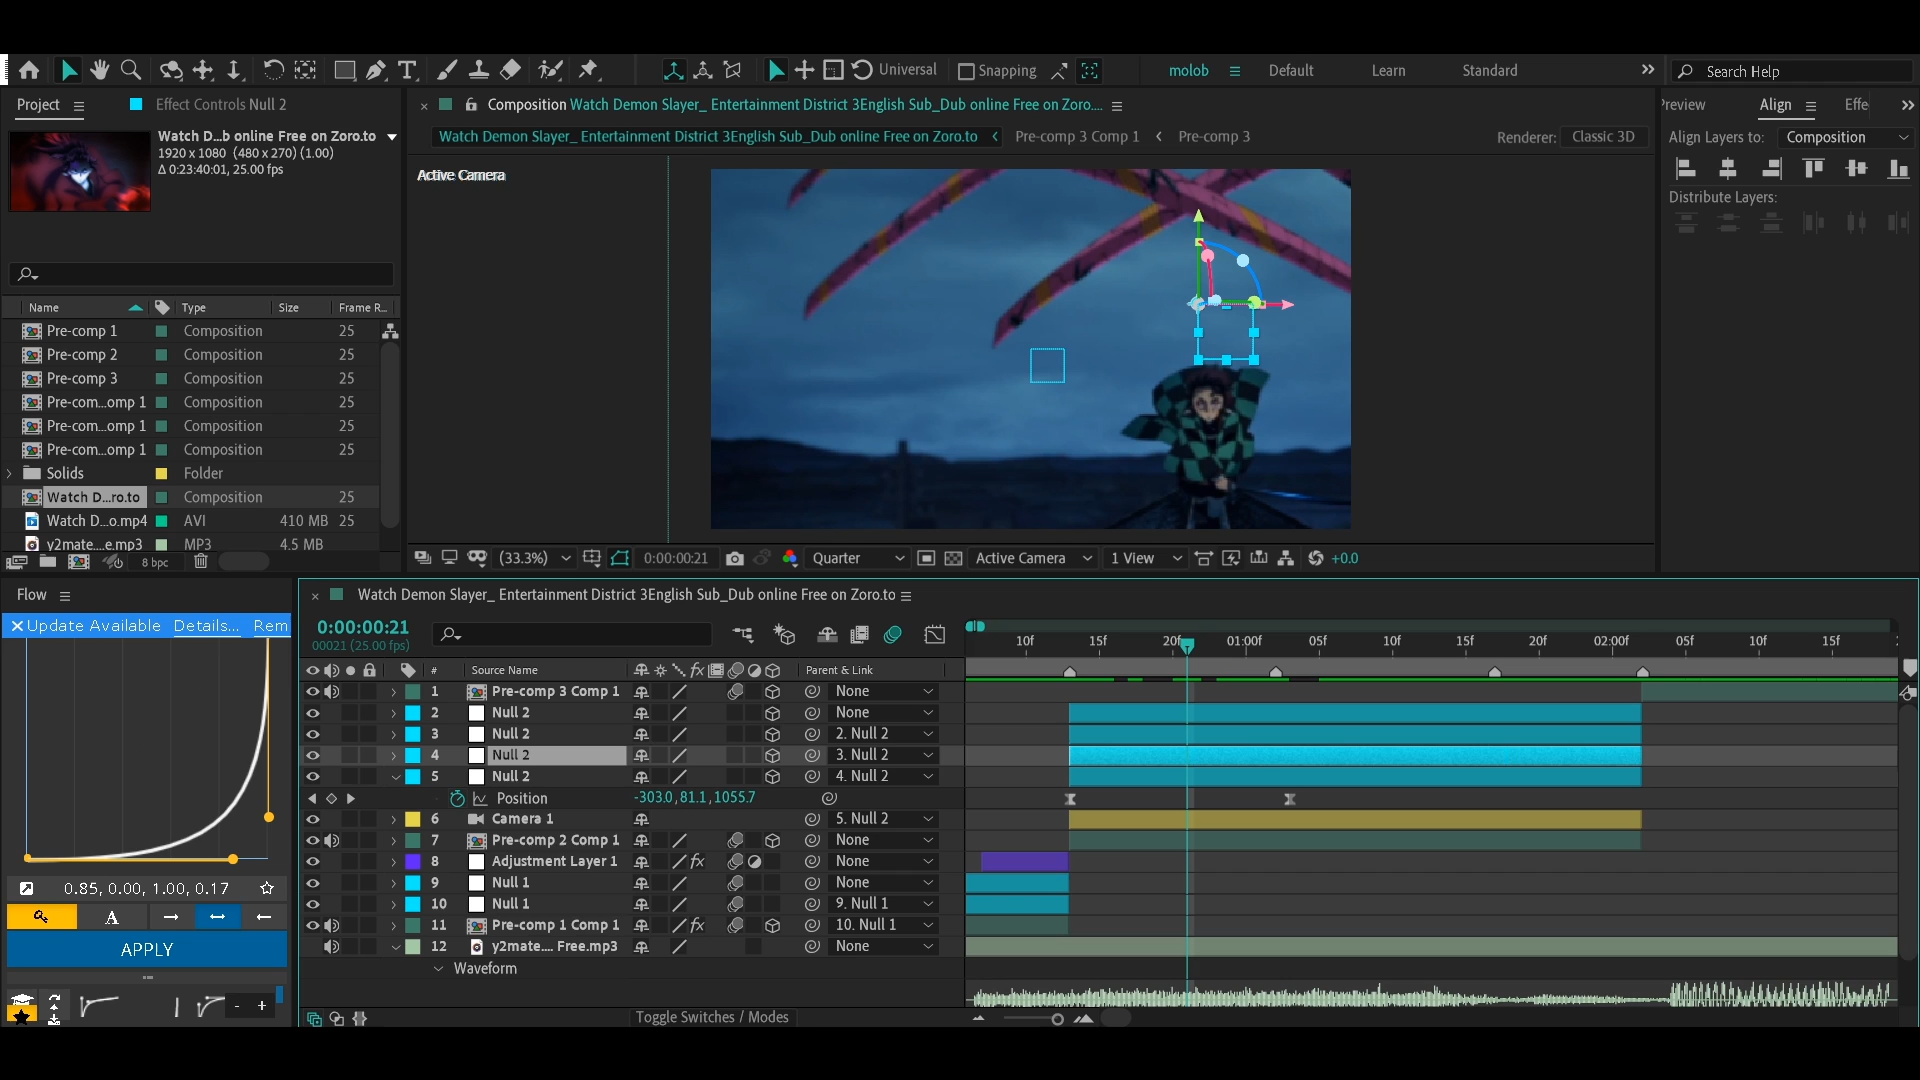 Universal
Snapping
molob
Default
Learn
Standard
Search Help
Project
Effect Controls Null 2
Composition Watch Demon Slayer_ Entertainment District 3English Sub_Dub online Free on Zoro....
Preview
Align
Effe
Watch D...b online Free on Zoro.to
1920 x 1080 (480 x 270) (1.00)
Δ 0:23:40:01, 25.00 fps
Watch Demon Slayer_ Entertainment District 3English Sub_Dub online Free on Zoro.to
Pre-comp 3 Comp 1
Pre-comp 3
Renderer:
Classic 3D
Align Layers to:
Composition
Active Camera
Distribute Layers:
Name
Type
Size
Frame R...
Pre-comp 1 Composition 25
Pre-comp 2 Composition 25
Pre-comp 3 Composition 25
Pre-com...omp 1 Composition 25
Pre-com...omp 1 Composition 25
Pre-com...omp 1 Composition 25
Solids Folder
Watch D...ro.to Composition 25
Watch D...o.mp4 AVI 410 MB 25
y2mate....e.mp3 MP3 4.5 MB
8 bpc
(33.3%)
0:00:00:21
Quarter
Active Camera
1 View
+0.0
Flow
Update Available Details... Rem
0.85, 0.00, 1.00, 0.17
A
APPLY
- +
Watch Demon Slayer_ Entertainment District 3English Sub_Dub online Free on Zoro.to
0:00:00:21
00021 (25.00 fps)
10f 15f 20f 01:00f 05f 10f 15f 20f 02:00f 05f 10f 15f
# Source Name fx Parent & Link
1 Pre-comp 3 Comp 1 None
2 Null 2 None
3 Null 2 2. Null 2
4 Null 2 3. Null 2
5 Null 2 4. Null 2
Position -303.0, 81.1, 1055.7
6 Camera 1 5. Null 2
7 Pre-comp 2 Comp 1 None
8 Adjustment Layer 1 fx None
9 Null 1 None
10 Null 1 9. Null 1
11 Pre-comp 1 Comp 1 fx 10. Null 1
12 y2mate.... Free.mp3 None
Waveform
Toggle Switches / Modes